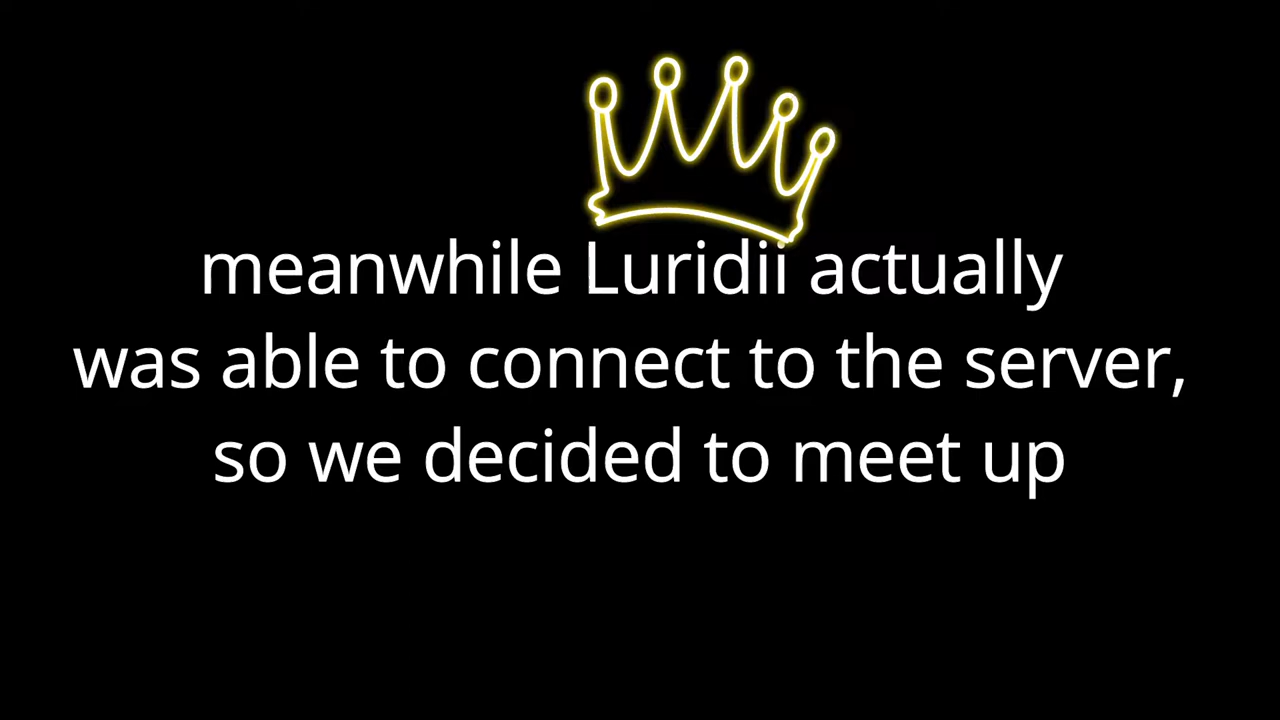 meanwhile Luridii actually
was able to connect to the server,
so we decided to meet up